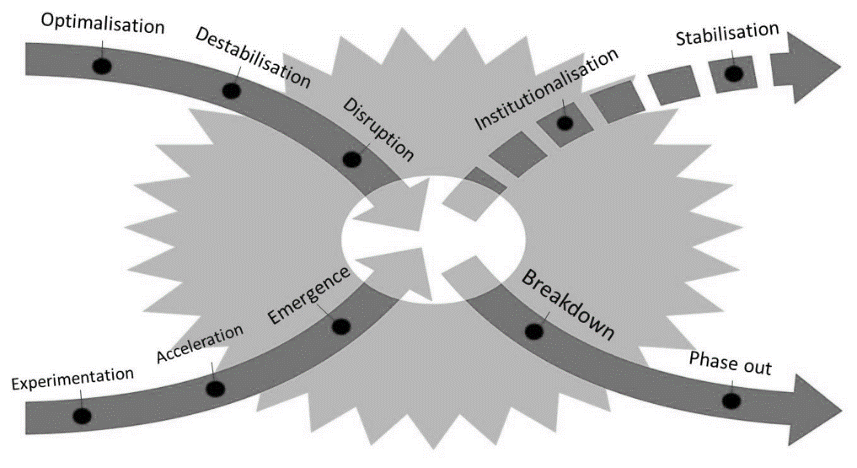 Optimalisation
Destabilisation
Disruption
Institutionalisation
Stabilisation
Experimentation
Acceleration
Emergence
Breakdown
Phase out